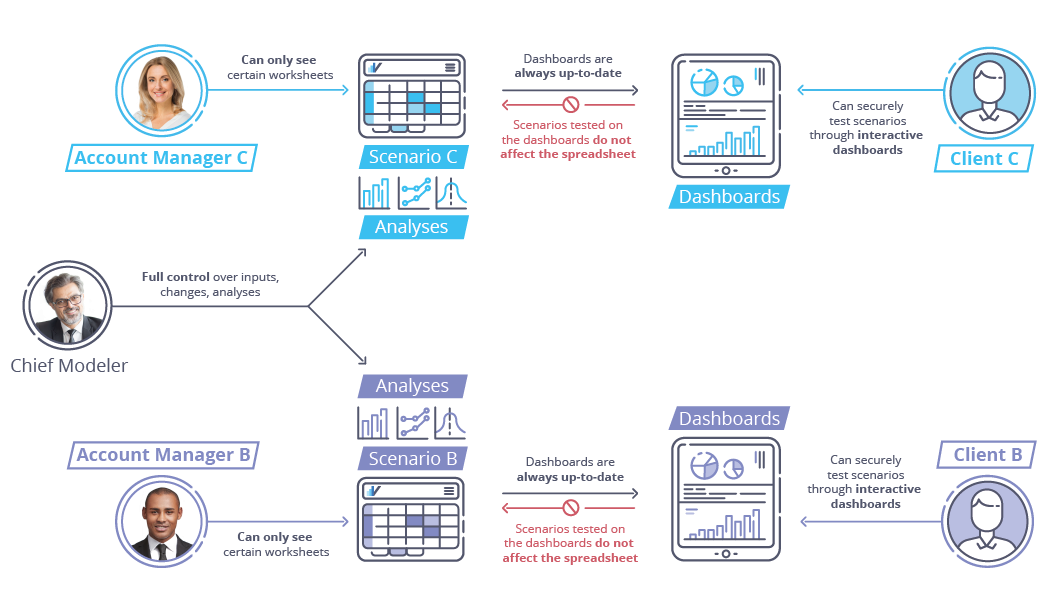 Can only see
certain worksheets
Account Manager C
Scenario C
Analyses
Dashboards are
always up-to-date
Scenarios tested on
the dashboards do not
affect the spreadsheet
Dashboards
Can securely
test scenarios
through interactive
dashboards
Client C
Full control over inputs,
changes, analyses
Chief Modeler
Analyses
Scenario B
Account Manager B
Can only see
certain worksheets
Dashboards are
always up-to-date
Scenarios tested on
the dashboards do not
affect the spreadsheet
Dashboards
Can securely
test scenarios
through interactive
dashboards
Client B